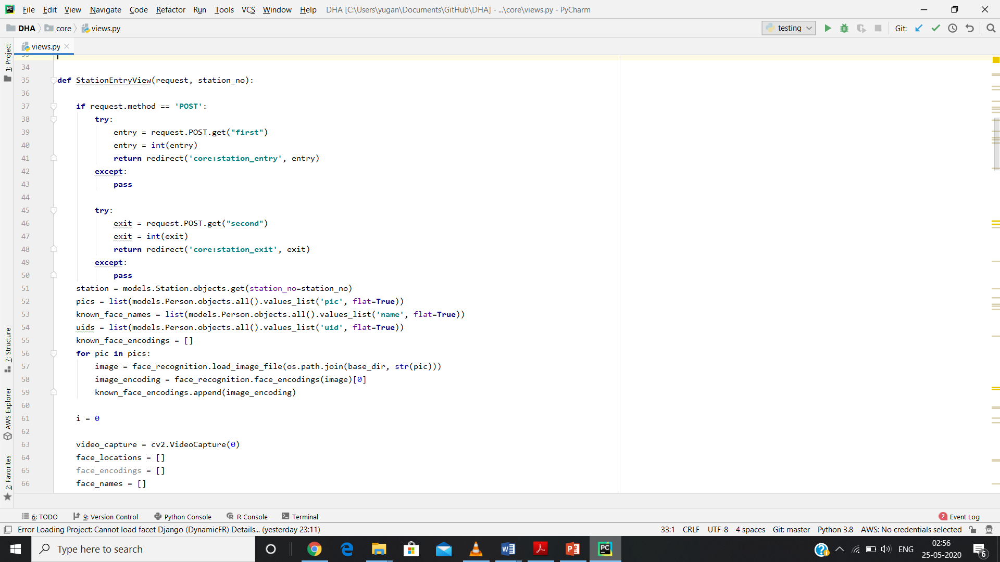 File Edit View Navigate Code Refactor Run Tools VCS Window Help DHA [C:\Users\yugan\Documents\GitHub\DHA] - ...\core\views.py - PyCharm
DHA core views.py testing Git:
views.py
1: Project
7: Structure
AWS Explorer
2: Favorites
34
35 def StationEntryView(request, station_no):
36
37 if request.method == 'POST':
38 try:
39 entry = request.POST.get("first")
40 entry = int(entry)
41 return redirect('core:station_entry', entry)
42 except:
43 pass
44
45 try:
46 exit = request.POST.get("second")
47 exit = int(exit)
48 return redirect('core:station_exit', exit)
49 except:
50 pass
51 station = models.Station.objects.get(station_no=station_no)
52 pics = list(models.Person.objects.all().values_list('pic', flat=True))
53 known_face_names = list(models.Person.objects.all().values_list('name', flat=True))
54 uids = list(models.Person.objects.all().values_list('uid', flat=True))
55 known_face_encodings = []
56 for pic in pics:
57 image = face_recognition.load_image_file(os.path.join(base_dir, str(pic)))
58 image_encoding = face_recognition.face_encodings(image)[0]
59 known_face_encodings.append(image_encoding)
60
61 i = 0
62
63 video_capture = cv2.VideoCapture(0)
64 face_locations = []
65 face_encodings = []
66 face_names = []
6: TODO 9: Version Control Python Console R Console Terminal 2 Event Log
Error Loading Project: Cannot load facet Django (DynamicFR) Details... (yesterday 23:11) 33:1 CRLF UTF-8 4 spaces Git: master Python 3.8 AWS: No credentials selected
Type here to search ENG 02:56
25-05-2020 6